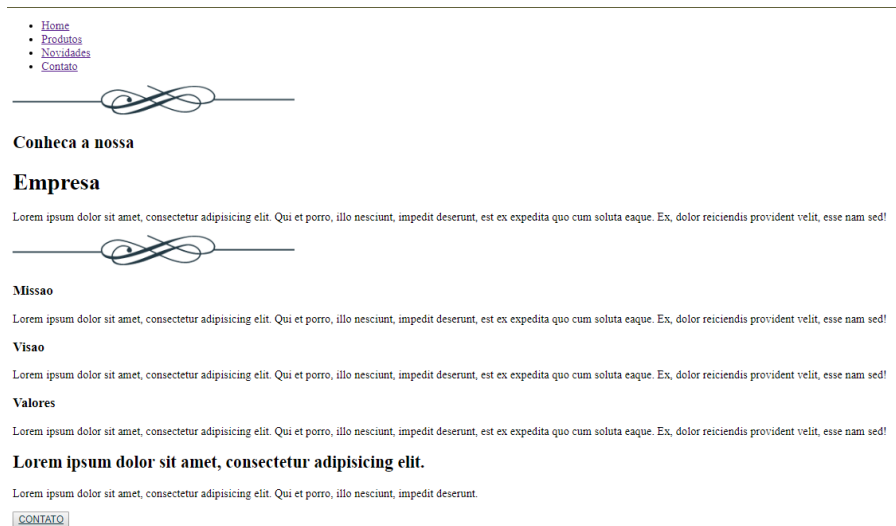 Home
Produtos
Novidades
Contato
Conheca a nossa
Empresa
Lorem ipsum dolor sit amet, consectetur adipisicing elit. Qui et porro, illo nesciunt, impedit deserunt, est ex expedita quo cum soluta eaque. Ex, dolor reiciendis provident velit, esse nam sed!
Missao
Lorem ipsum dolor sit amet, consectetur adipisicing elit. Qui et porro, illo nesciunt, impedit deserunt, est ex expedita quo cum soluta eaque. Ex, dolor reiciendis provident velit, esse nam sed!
Visao
Lorem ipsum dolor sit amet, consectetur adipisicing elit. Qui et porro, illo nesciunt, impedit deserunt, est ex expedita quo cum soluta eaque. Ex, dolor reiciendis provident velit, esse nam sed!
Valores
Lorem ipsum dolor sit amet, consectetur adipisicing elit. Qui et porro, illo nesciunt, impedit deserunt, est ex expedita quo cum soluta eaque. Ex, dolor reiciendis provident velit, esse nam sed!
Lorem ipsum dolor sit amet, consectetur adipisicing elit.
Lorem ipsum dolor sit amet, consectetur adipisicing elit. Qui et porro, illo nesciunt, impedit deserunt.
CONTATO